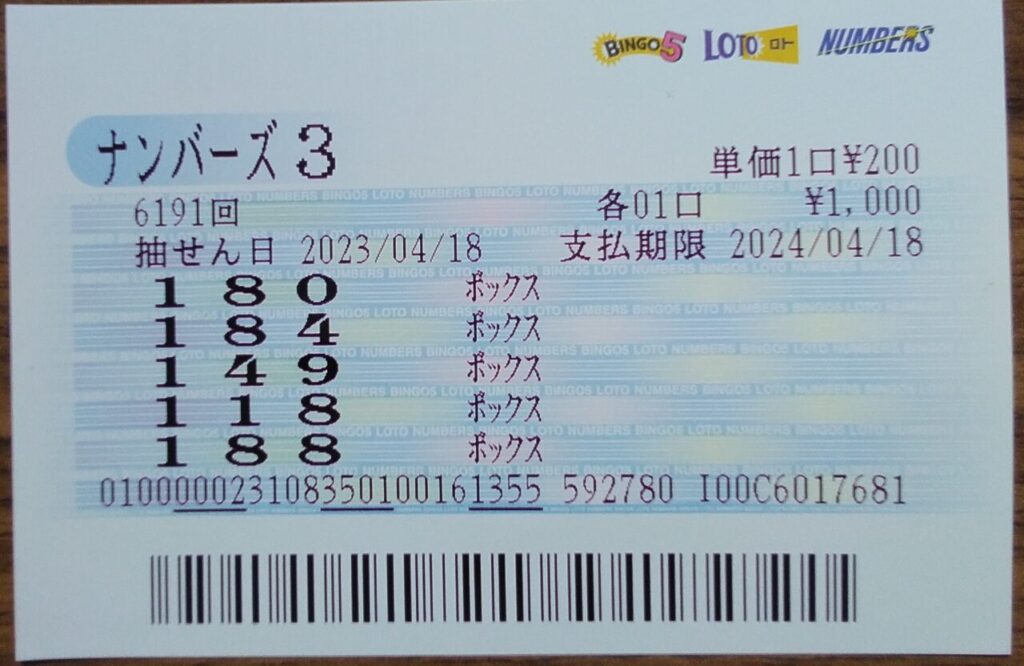 BINGO5 LOTO ロト NUMBERS
ナンバーズ3
単価1口¥200
6191回 各01口 ¥1,000
抽せん日 2023/04/18 支払期限 2024/04/18
1 8 0 ボックス
1 8 4 ボックス
1 4 9 ボックス
1 1 8 ボックス
1 8 8 ボックス
010000023108350100161355 592780 I00C6017681